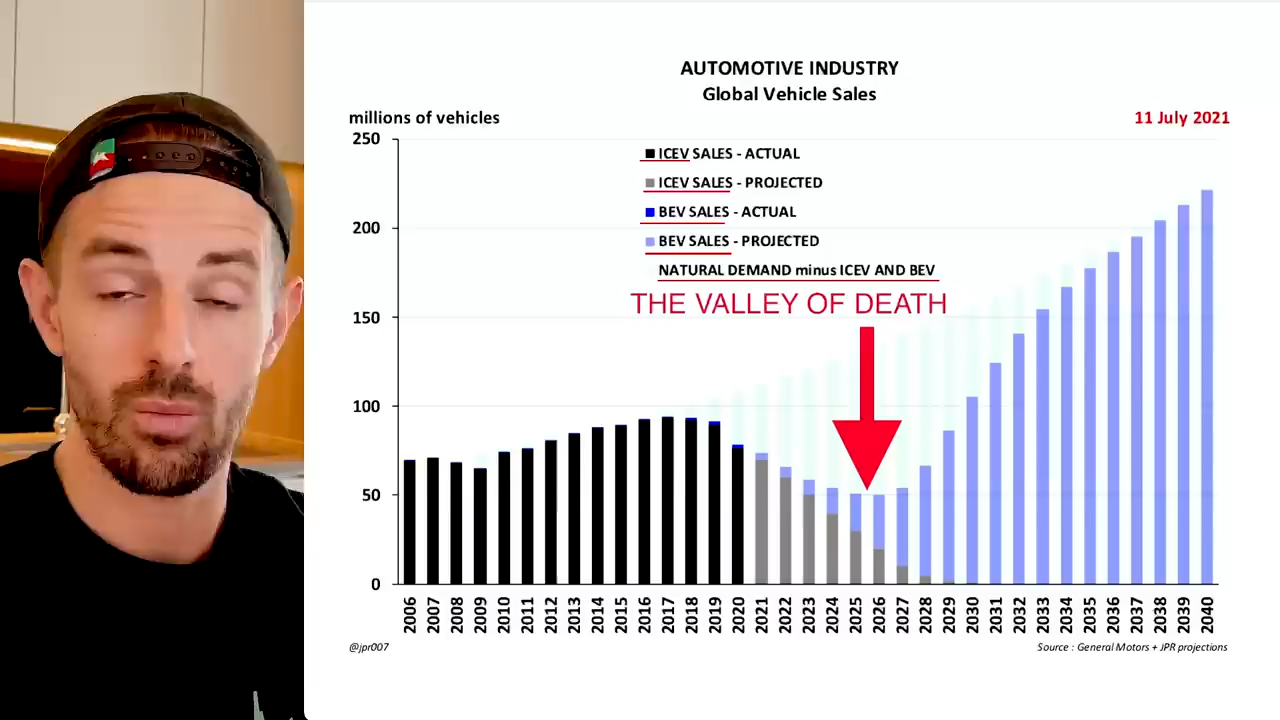 AUTOMOTIVE INDUSTRY
Global Vehicle Sales
millions of vehicles
11 July 2021
250
200
150
100
50
0
ICEV SALES - ACTUAL
ICEV SALES - PROJECTED
BEV SALES - ACTUAL
BEV SALES - PROJECTED
NATURAL DEMAND minus ICEV AND BEV
THE VALLEY OF DEATH
2006 2007 2008 2009 2010 2011 2012 2013 2014 2015 2016 2017 2018 2019 2020 2021 2022 2023 2024 2025 2026 2027 2028 2029 2030 2031 2032 2033 2034 2035 2036 2037 2038 2039 2040
@jpr007
Source : General Motors + JPR projections